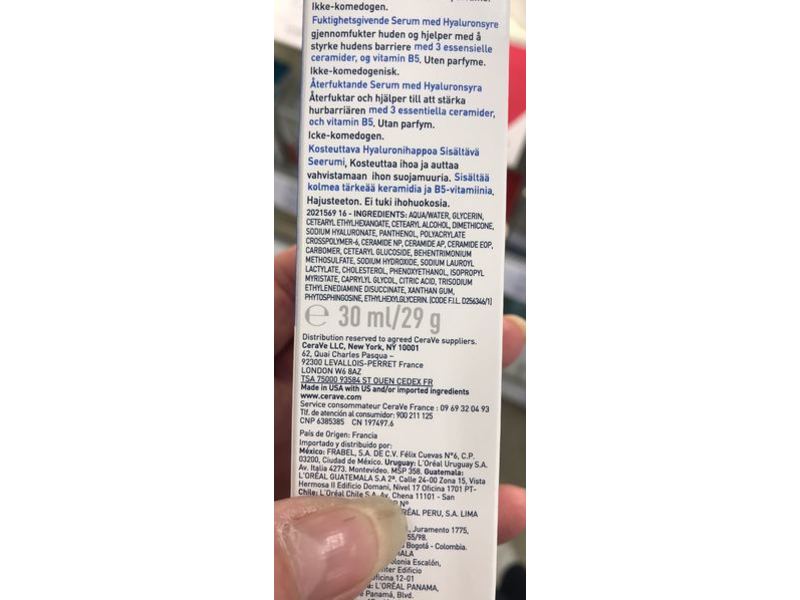 Ikke-komedogen.
Fuktighetsgivende Serum med Hyaluronsyre
gjennomfukter huden og hjelper med å
styrke hudens barriere med 3 essensielle
ceramider, og vitamin B5. Uten parfyme.
Ikke-komedogenisk.
Återfuktande Serum med Hyaluronsyra
Återfuktar och hjälper till att stärka
hurbarriären med 3 essentiella ceramider,
och vitamin B5. Utan parfym.
Icke-komedogen.
Kosteuttava Hyaluronihappoa Sisältävä
Seerumi, Kosteuttaa ihoa ja auttaa
vahvistamaan ihon suojamuuria. Sisältää
kolmea tärkeää keramidia ja B5-vitamiinia.
Hajusteeton. Ei tuki ihohuokosia.
2021569 16 - INGREDIENTS: AQUA/WATER, GLYCERIN,
CETEARYL ETHYLHEXANOATE, CETEARYL ALCOHOL, DIMETHICONE,
SODIUM HYALURONATE, PANTHENOL, POLYACRYLATE
CROSSPOLYMER-6, CERAMIDE NP, CERAMIDE AP, CERAMIDE EOP,
CARBOMER, CETEARYL GLUCOSIDE, BEHENTRIMONIUM
METHOSULFATE, SODIUM HYDROXIDE, SODIUM LAUROYL
LACTYLATE, CHOLESTEROL, PHENOXYETHANOL, ISOPROPYL
MYRISTATE, CAPRYLYL GLYCOL, CITRIC ACID, TRISODIUM
ETHYLENEDIAMINE DISUCCINATE, XANTHAN GUM,
PHYTOSPHINGOSINE, ETHYLHEXYLGLYCERIN. (CODE F.I.L. D256346/1)
℮ 30 ml/29 g
Distribution reserved to agreed CeraVe suppliers.
CeraVe LLC, New York, NY 10001
62, Quai Charles Pasqua –
92300 LEVALLOIS-PERRET France
LONDON W6 8AZ
TSA 75000 93584 ST OUEN CEDEX FR
Made in USA with US and/or imported ingredients
www.cerave.com
Service consommateur CeraVe France : 09 69 32 04 93
Tlf. de atención al consumidor: 900 211 125
CNP 6385385 CN 197497.6
País de Origen: Francia
Importado y distribuido por:
México: FRABEL, S.A. DE C.V. Félix Cuevas N°6, C.P.
03200, Ciudad de México. Uruguay: L'Oréal Uruguay S.A.
Av. Italia 4273. Montevideo. MSP 358. Guatemala:
L'ORÉAL GUATEMALA S.A 2ª. Calle 24-00 Zona 15, Vista
Hermosa II Edificio Domani, Nivel 17 Oficina 1701 PT-
Chile: L'Oréal Chile S.A. Av. Chena 11101 - San
N°
RÉAL PERU, S.A. LIMA
Juramento 1775,
55/98.
Bogotá - Colombia.
MALA
olonia Escalón,
nter Edificio
ficina 12-01
L'ORÉAL PANAMA,
Panamá, Blvd.